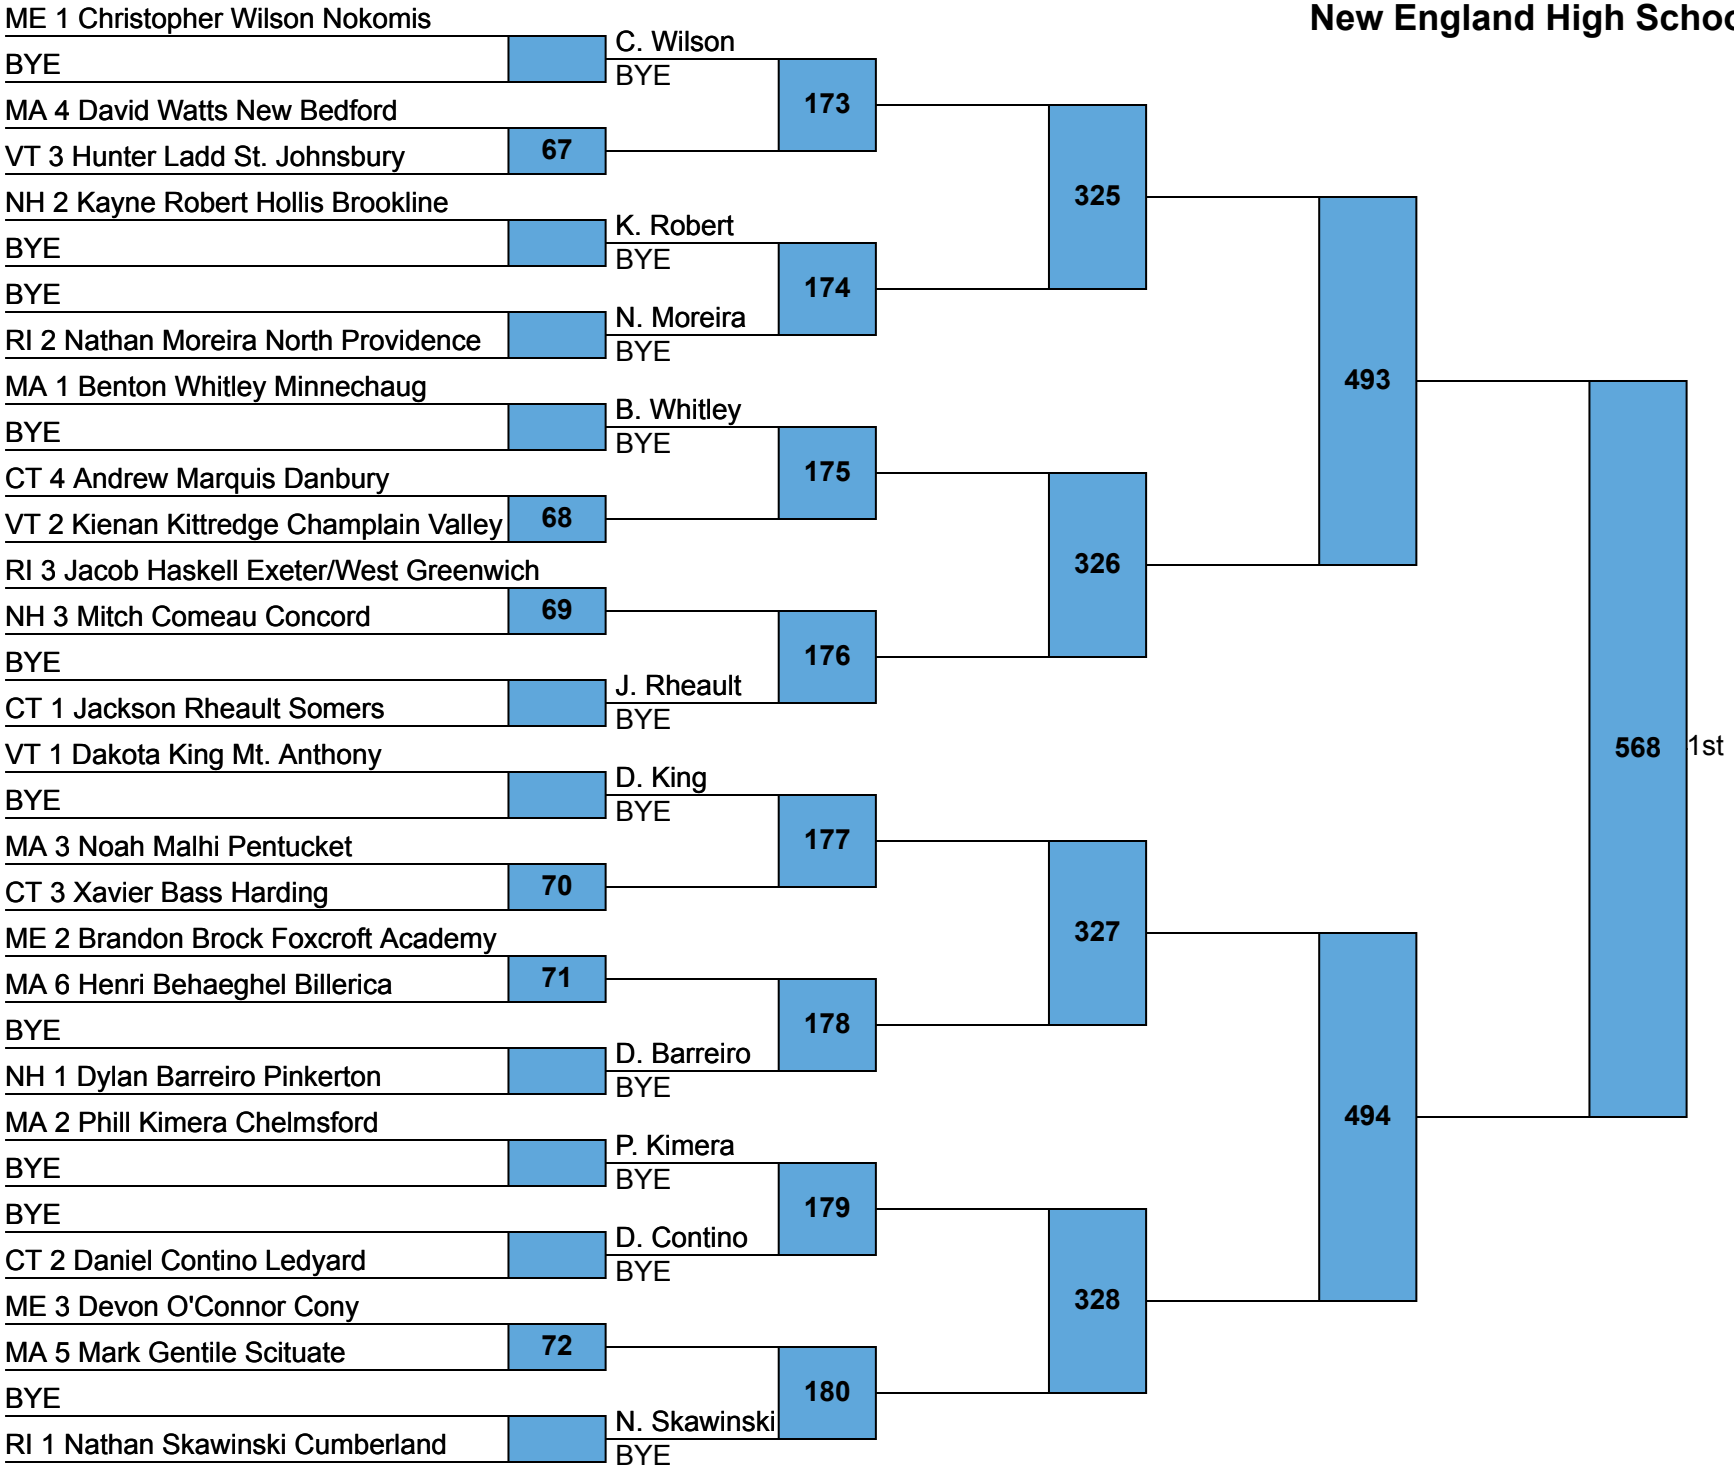 New England High Schoo
ME 1 Christopher Wilson Nokomis
BYE
MA 4 David Watts New Bedford
VT 3 Hunter Ladd St. Johnsbury
NH 2 Kayne Robert Hollis Brookline
BYE
BYE
RI 2 Nathan Moreira North Providence
MA 1 Benton Whitley Minnechaug
BYE
CT 4 Andrew Marquis Danbury
VT 2 Kienan Kittredge Champlain Valley
RI 3 Jacob Haskell Exeter/West Greenwich
NH 3 Mitch Comeau Concord
BYE
CT 1 Jackson Rheault Somers
VT 1 Dakota King Mt. Anthony
BYE
MA 3 Noah Malhi Pentucket
CT 3 Xavier Bass Harding
ME 2 Brandon Brock Foxcroft Academy
MA 6 Henri Behaeghel Billerica
BYE
NH 1 Dylan Barreiro Pinkerton
MA 2 Phill Kimera Chelmsford
BYE
BYE
CT 2 Daniel Contino Ledyard
ME 3 Devon O'Connor Cony
MA 5 Mark Gentile Scituate
BYE
RI 1 Nathan Skawinski Cumberland
67
68
69
70
71
72
C. Wilson
BYE
K. Robert
BYE
N. Moreira
BYE
B. Whitley
BYE
J. Rheault
BYE
D. King
BYE
D. Barreiro
BYE
P. Kimera
BYE
D. Contino
BYE
N. Skawinski
BYE
173
174
175
176
177
178
179
180
325
326
327
328
493
494
568
1st